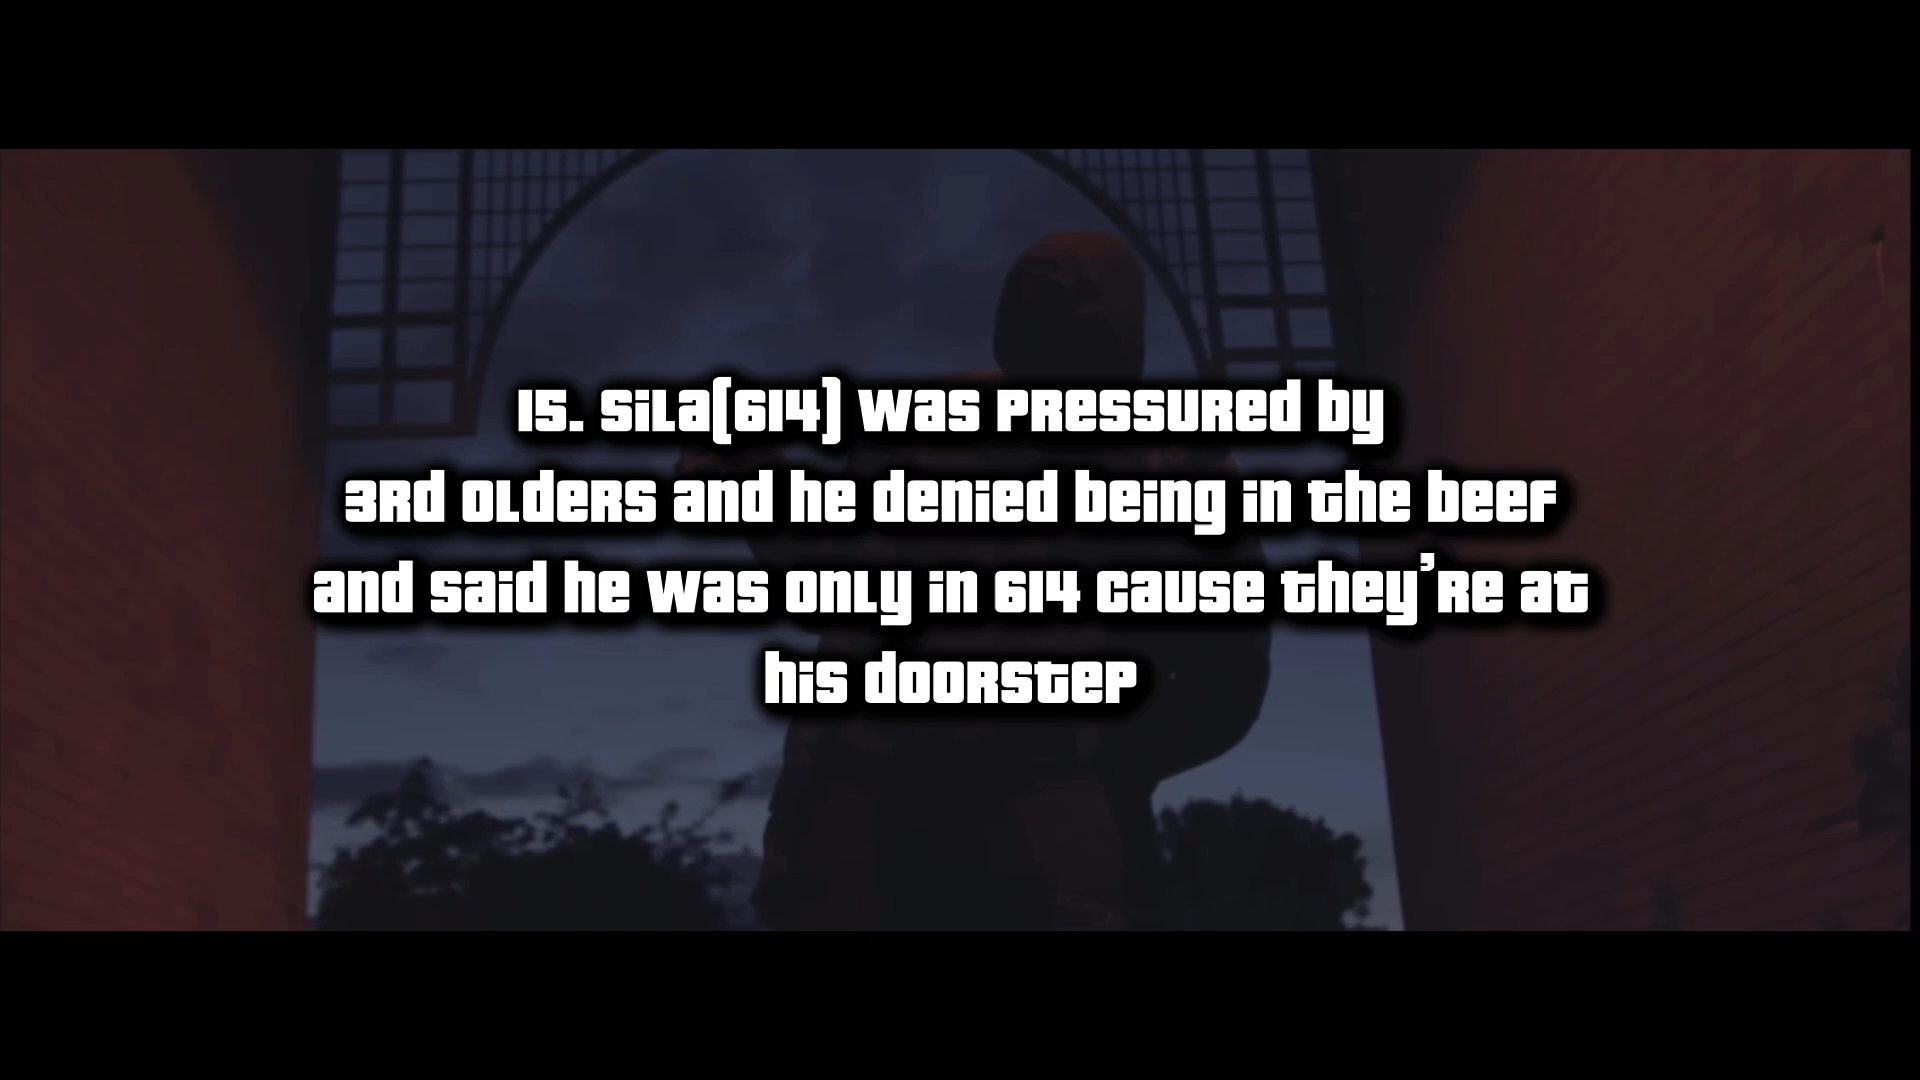 15. Sila(614) was pressured by
3rd olders and he denied being in the beef
and said he was only in 614 cause they're at
his doorstep